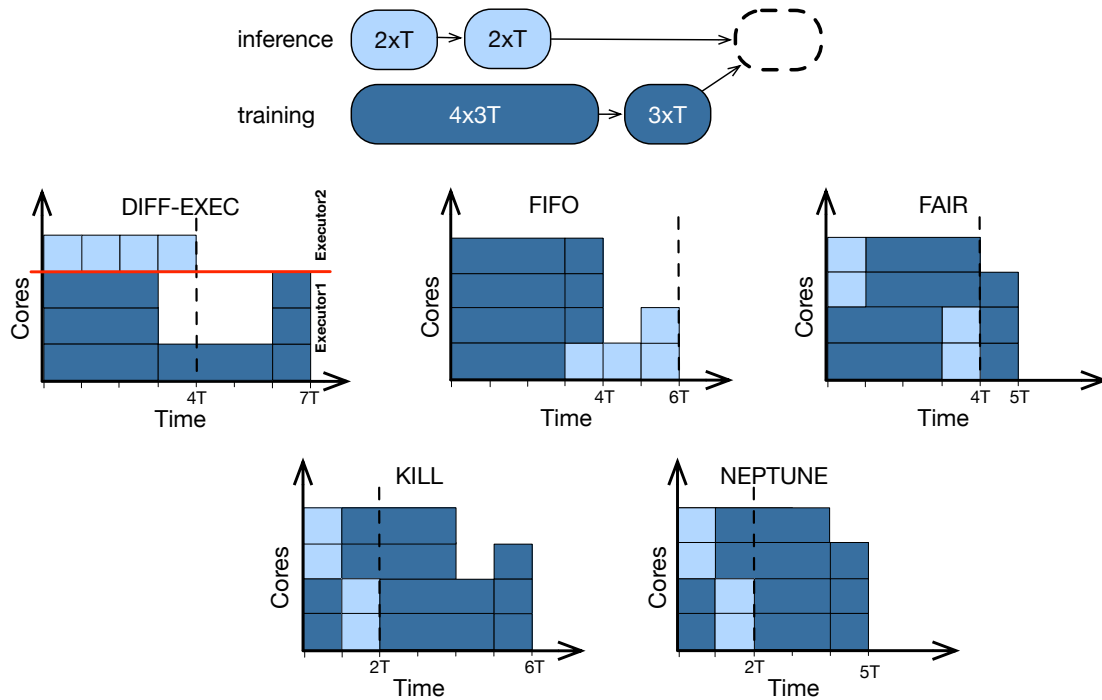 inference 2xT 2xT
training 4x3T 3xT
DIFF-EXEC
Cores
Executor2
Executor1
4T 7T
Time
FIFO
Cores
4T 6T
Time
FAIR
Cores
4T 5T
Time
KILL
Cores
2T 6T
Time
NEPTUNE
Cores
2T 5T
Time